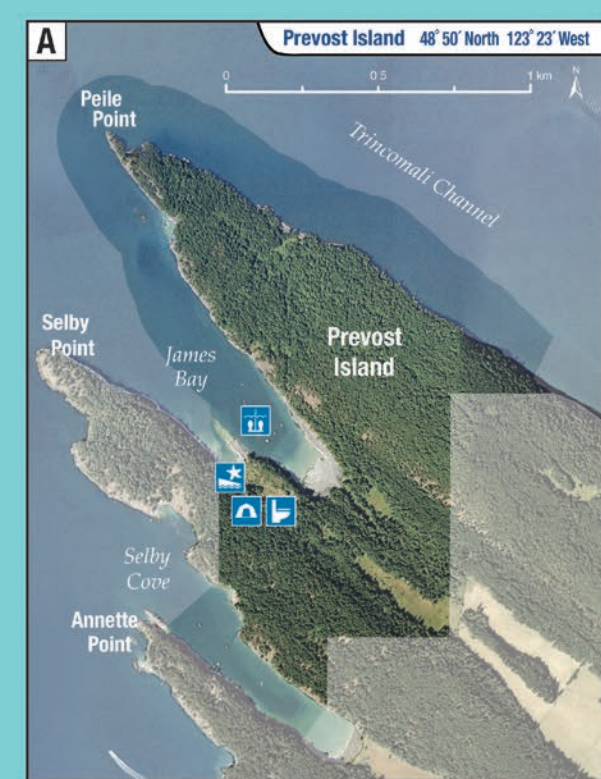 A
Prevost Island 48° 50' North 123° 23' West
0
0.5
1 km
N
Peile
Point
Trincomali Channel
Selby
Point
James
Bay
Prevost
Island
Selby
Cove
Annette
Point